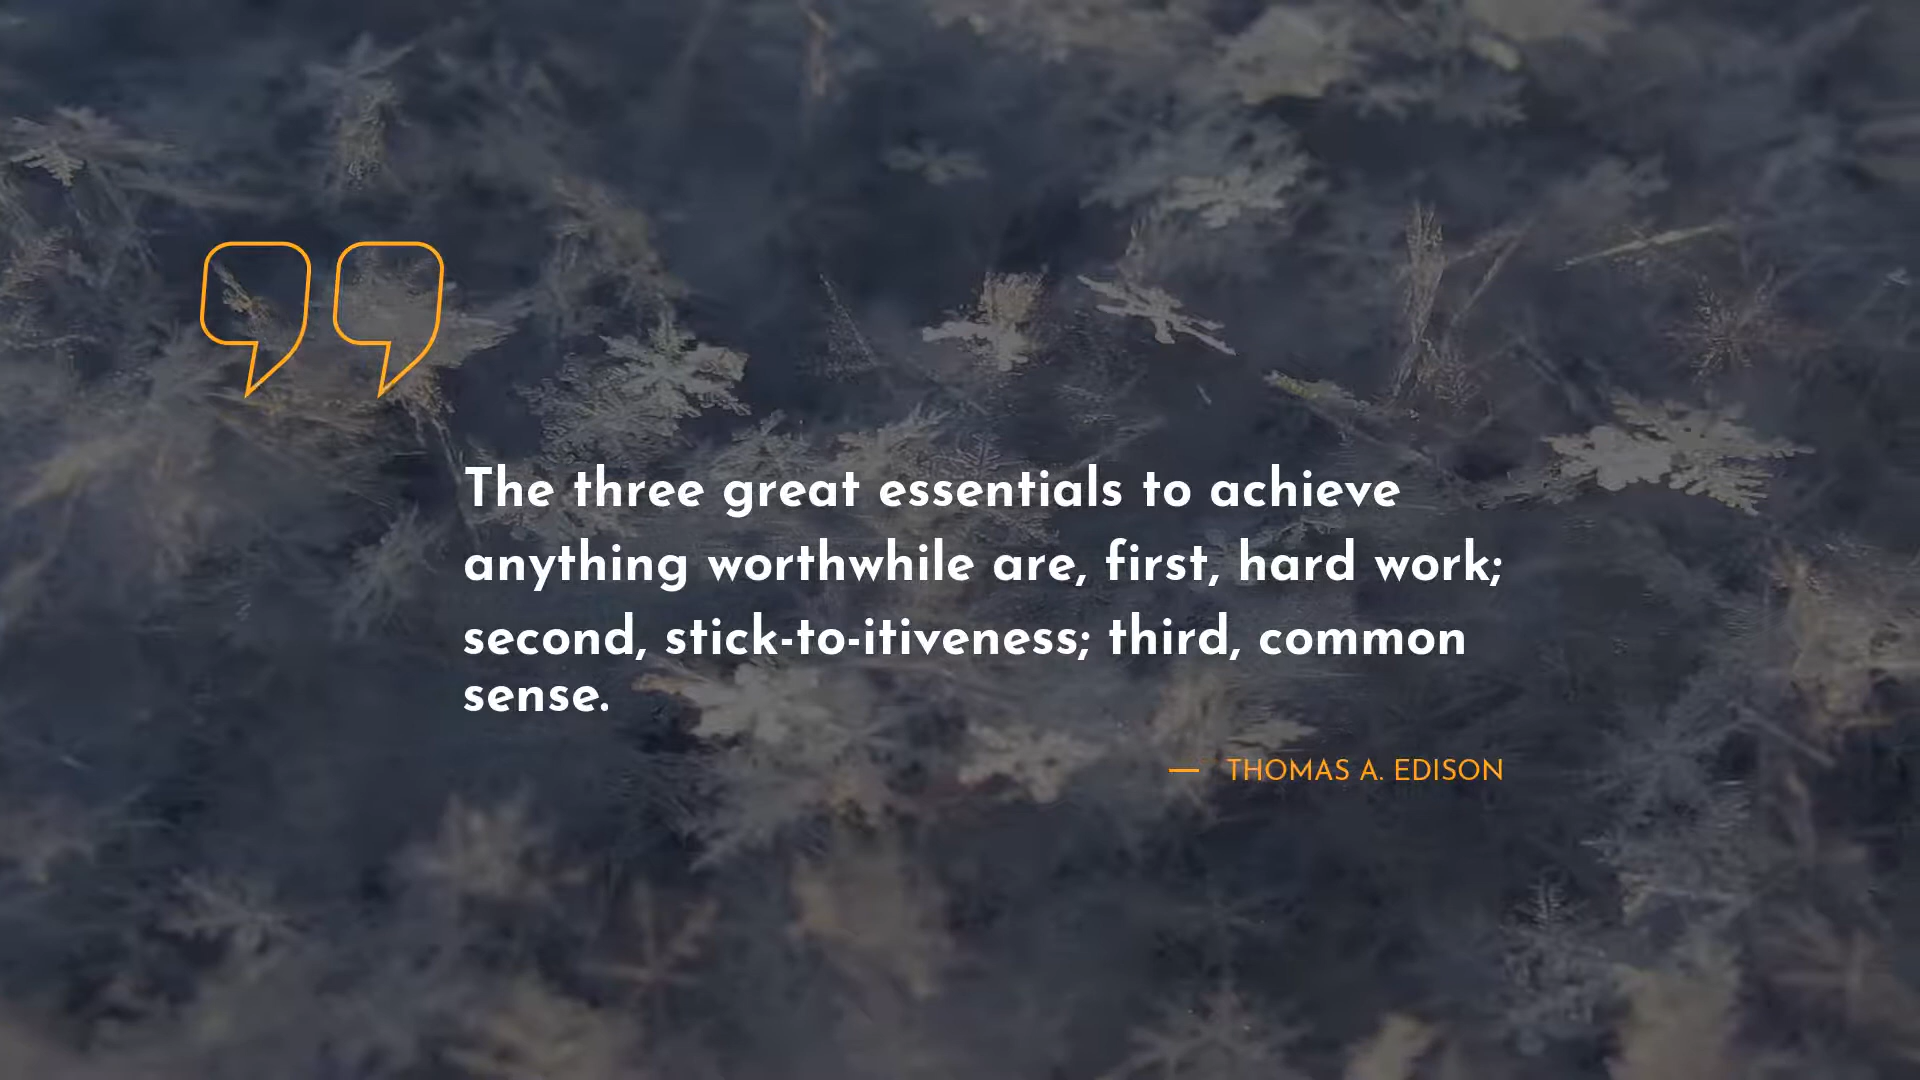 The three great essentials to achieve
anything worthwhile are, first, hard work;
second, stick-to-itiveness; third, common
sense.
— THOMAS A. EDISON